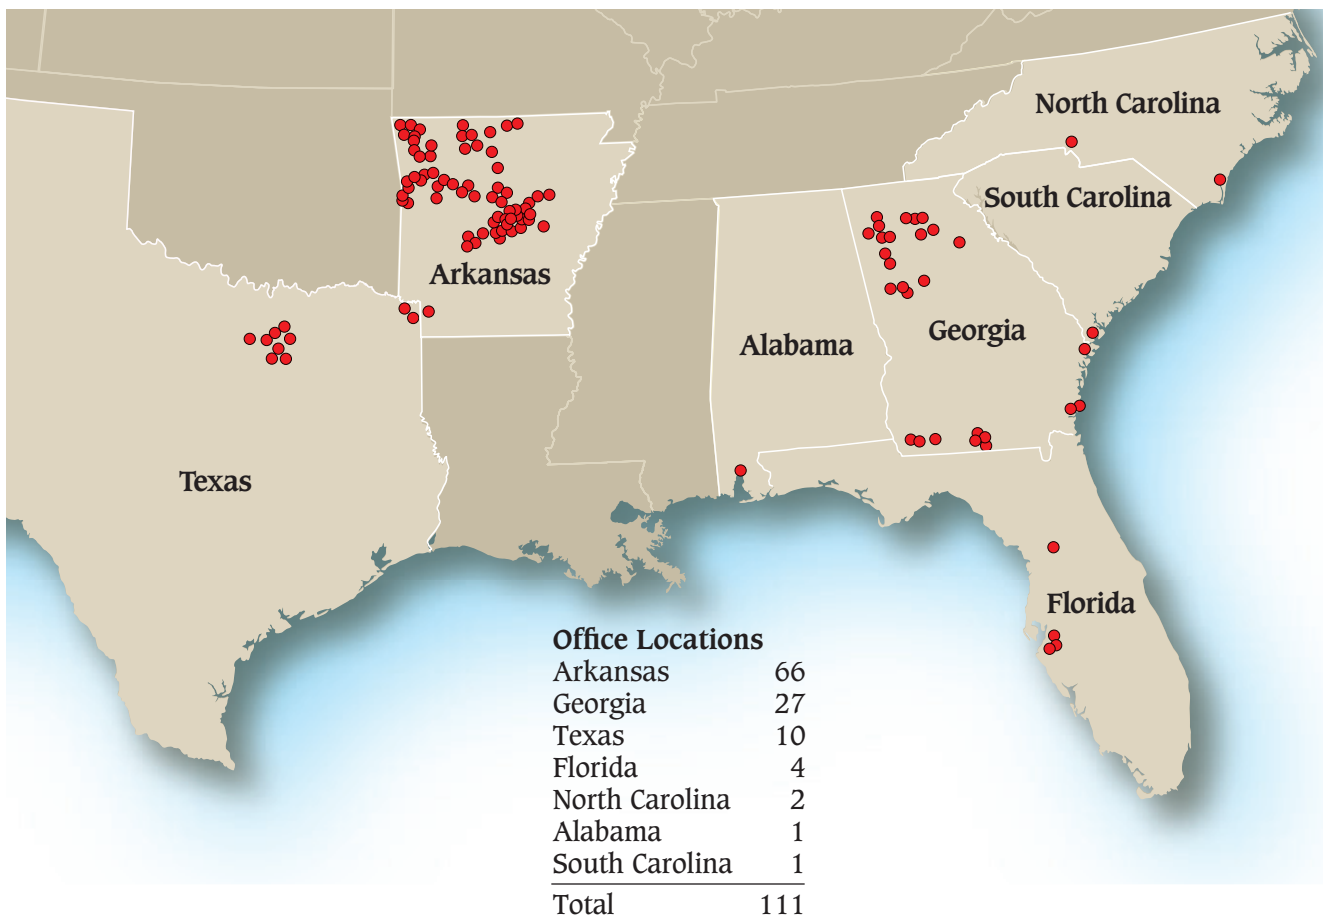 North Carolina
South Carolina
Arkansas
Georgia
Alabama
Texas
Florida
Office Locations
Arkansas 66
Georgia 27
Texas 10
Florida 4
North Carolina 2
Alabama 1
South Carolina 1
Total 111